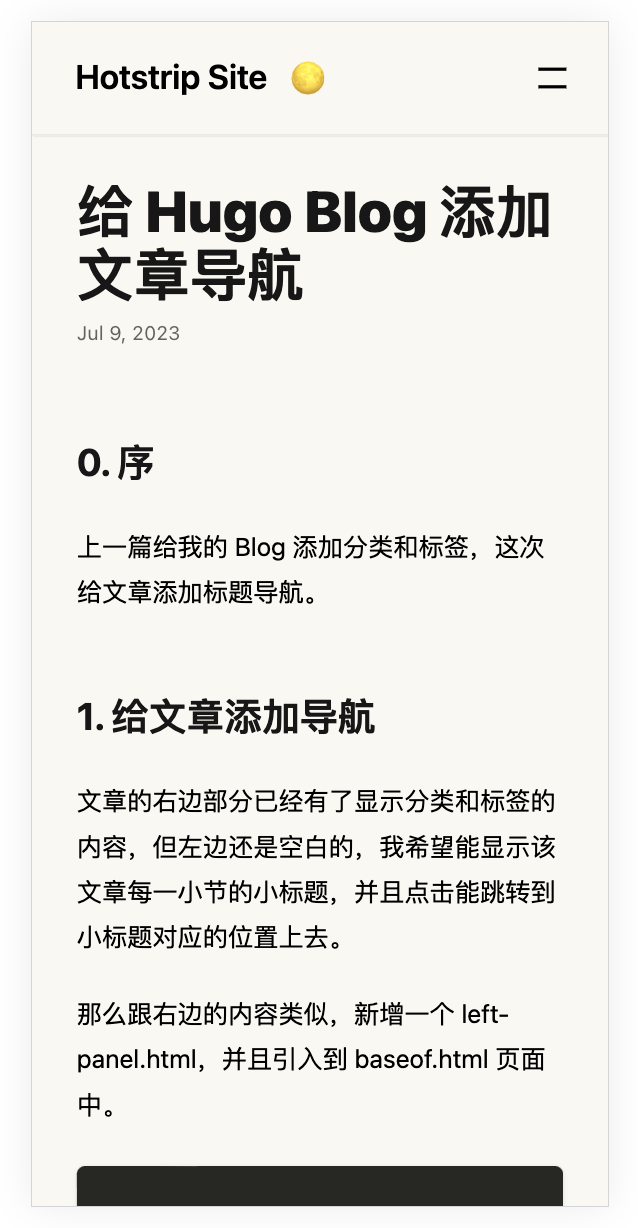 Hotstrip Site
给 Hugo Blog 添加
文章导航
Jul 9, 2023
0. 序
上一篇给我的 Blog 添加分类和标签，这次
给文章添加标题导航。
1. 给文章添加导航
文章的右边部分已经有了显示分类和标签的
内容，但左边还是空白的，我希望能显示该
文章每一小节的小标题，并且点击能跳转到
小标题对应的位置上去。
那么跟右边的内容类似，新增一个 left-
panel.html，并且引入到 baseof.html 页面
中。